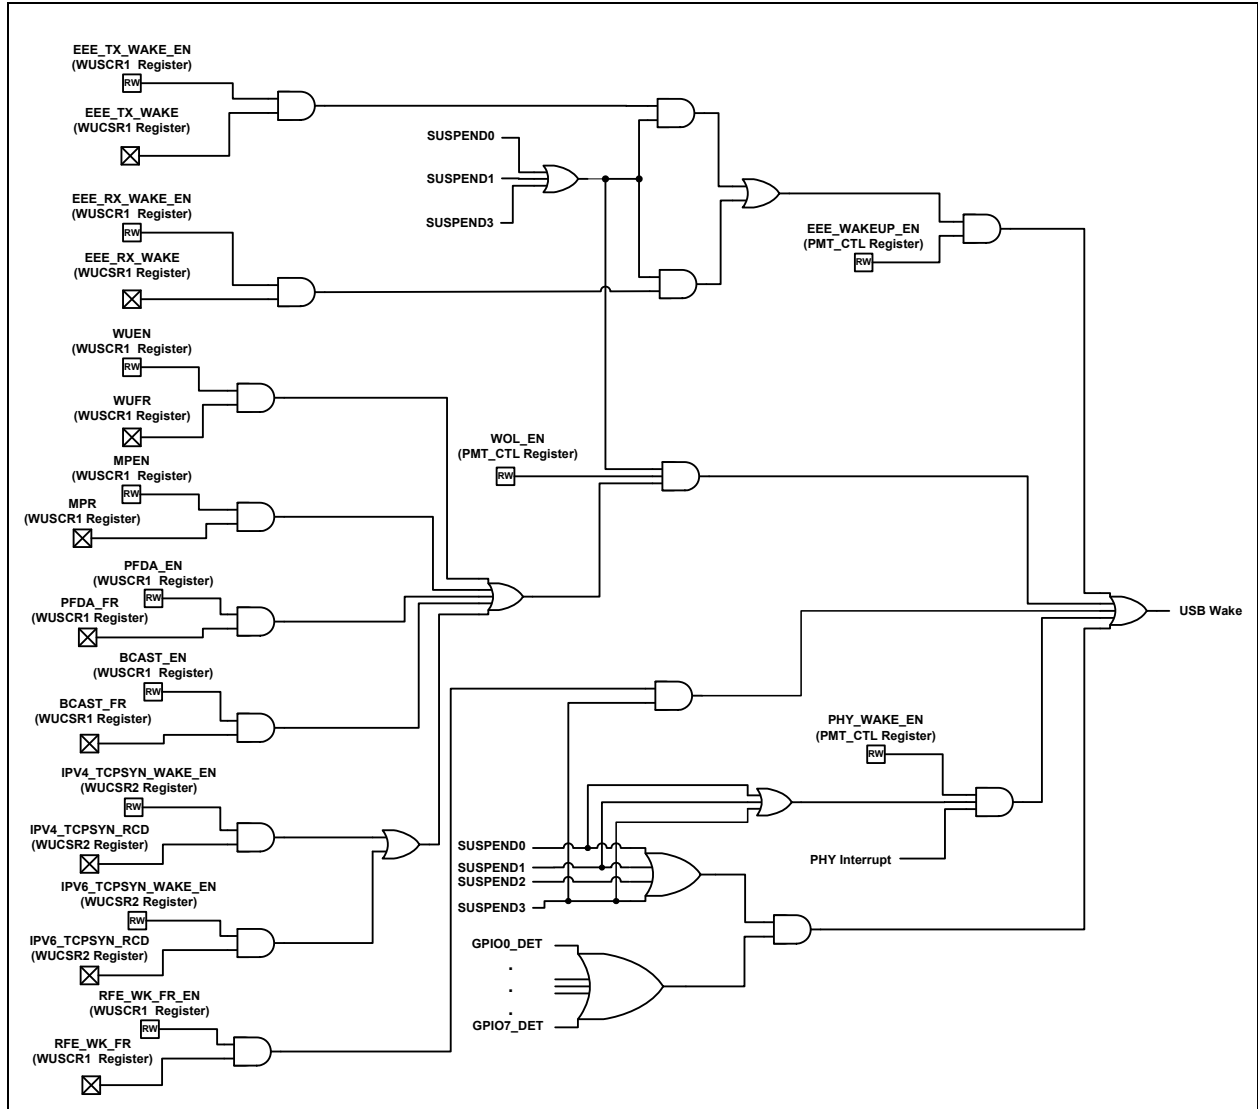 EEE_TX_WAKE_EN
(WUSCR1 Register)
RW
EEE_TX_WAKE
(WUCSR1 Register)
SUSPEND0
SUSPEND1
SUSPEND3
EEE_RX_WAKE_EN
(WUSCR1 Register)
RW
EEE_RX_WAKE
(WUCSR1 Register)
EEE_WAKEUP_EN
(PMT_CTL Register)
RW
WUEN
(WUSCR1 Register)
RW
WUFR
(WUSCR1 Register)
WOL_EN
(PMT_CTL Register)
RW
MPEN
(WUSCR1 Register)
RW
MPR
(WUSCR1 Register)
PFDA_EN
(WUSCR1 Register)
RW
PFDA_FR
(WUSCR1 Register)
USB Wake
BCAST_EN
(WUSCR1 Register)
RW
BCAST_FR
(WUCSR1 Register)
PHY_WAKE_EN
(PMT_CTL Register)
RW
IPV4_TCPSYN_WAKE_EN
(WUCSR2 Register)
RW
IPV4_TCPSYN_RCD
(WUCSR2 Register)
SUSPEND0
SUSPEND1
SUSPEND2
SUSPEND3
PHY Interrupt
IPV6_TCPSYN_WAKE_EN
(WUCSR2 Register)
RW
IPV6_TCPSYN_RCD
(WUCSR2 Register)
GPIO0_DET
.
.
.
GPIO7_DET
RFE_WK_FR_EN
(WUSCR1 Register)
RW
RFE_WK_FR
(WUSCR1 Register)